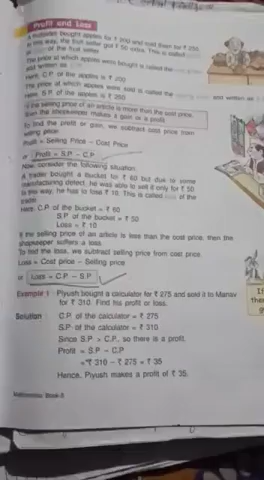 Profit and Loss
A fruitseller bought apples for ₹ 200 and sold them for ₹ 250.
In this way, the fruit seller got ₹ 50 extra. This is called
of the fruit seller.
The price at which apples were bought is called the
and written as
Here, C.P. of the apples is ₹ 200
The price at which apples were sold is called the selling price and written as
Here, S.P. of the apples is ₹ 250
If the selling price of an article is more than the cost price,
then the shopkeeper makes a gain or a profit.
To find the profit or gain, we subtract cost price from
selling price.
Profit = Selling Price - Cost Price
or Profit = S.P. - C.P.
Now, consider the following situation.
A trader bought a bucket for ₹ 60 but due to some
manufacturing defect, he was able to sell it only for ₹ 50
In this way, he has to lose ₹ 10. This is called loss of the
trader.
Here, C.P. of the bucket = ₹ 60
S.P. of the bucket = ₹ 50
Loss = ₹ 10
If the selling price of an article is less than the cost price, then the
shopkeeper suffers a loss.
To find the loss, we subtract selling price from cost price.
Loss = Cost price - Selling price
or Loss = C.P. - S.P.
Example 1 Piyush bought a calculator for ₹ 275 and sold it to Manav
for ₹ 310. Find his profit or loss.
Solution C.P. of the calculator = ₹ 275
S.P. of the calculator = ₹ 310
Since S.P. > C.P., so there is a profit.
Profit = S.P. - C.P.
= ₹ 310 - ₹ 275 = ₹ 35
Hence, Piyush makes a profit of ₹ 35.
Mathematics Book-5